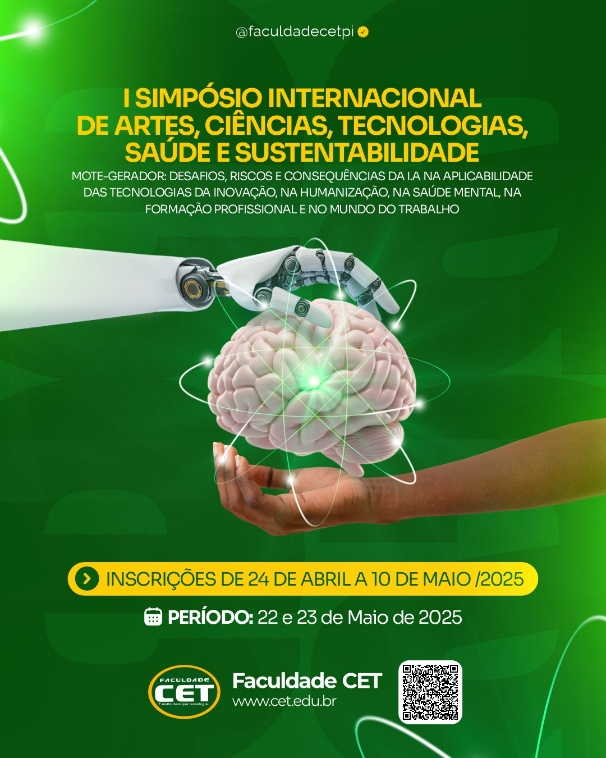 @faculdadecetpi
I SIMPÓSIO INTERNACIONAL
DE ARTES, CIÊNCIAS, TECNOLOGIAS,
SAÚDE E SUSTENTABILIDADE
MOTE-GERADOR: DESAFIOS, RISCOS E CONSEQUÊNCIAS DA I.A NA APLICABILIDADE
DAS TECNOLOGIAS DA INOVAÇÃO, NA HUMANIZAÇÃO, NA SAÚDE MENTAL, NA
FORMAÇÃO PROFISSIONAL E NO MUNDO DO TRABALHO
INSCRIÇÕES DE 24 DE ABRIL A 10 DE MAIO /2025
PERÍODO: 22 e 23 de Maio de 2025
FACULDADE
CET
Faculdade CET
www.cet.edu.br